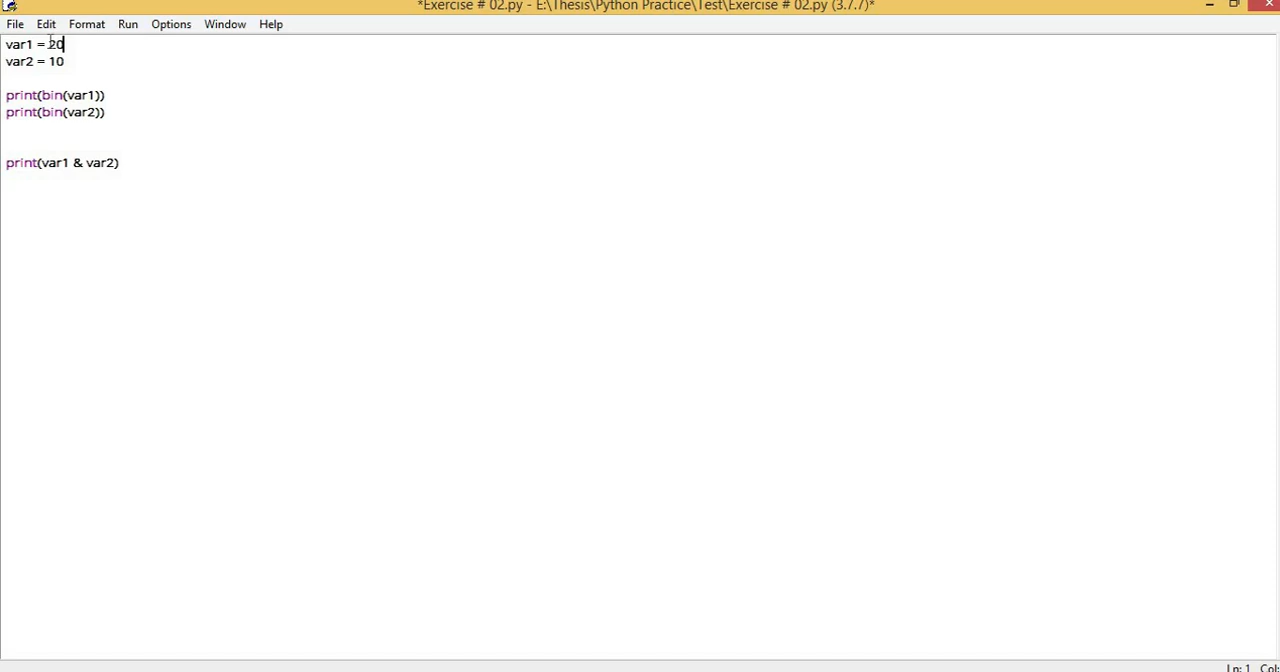 *Exercise # 02.py - E:\Thesis\Python Practice\Test\Exercise # 02.py (3.7.7)*
File Edit Format Run Options Window Help
var1 = 20
var2 = 10
print(bin(var1))
print(bin(var2))
print(var1 & var2)
Ln: 1 Col: